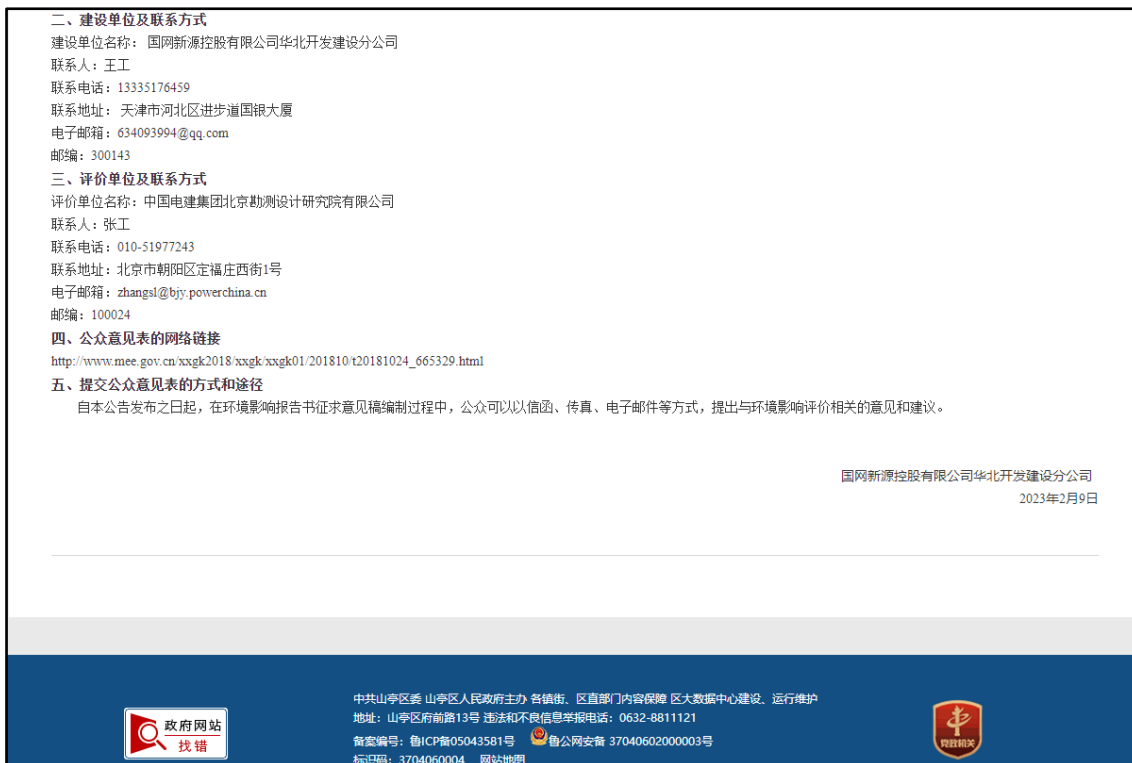 二、建设单位及联系方式
建设单位名称： 国网新源控股有限公司华北开发建设分公司
联系人：王工
联系电话：13335176459
联系地址： 天津市河北区进步道国银大厦
电子邮箱：634093994@qq.com
邮编：300143
三、评价单位及联系方式
评价单位名称：中国电建集团北京勘测设计研究院有限公司
联系人：张工
联系电话：010-51977243
联系地址：北京市朝阳区定福庄西街1号
电子邮箱：zhangsl@bjy.powerchina.cn
邮编：100024
四、公众意见表的网络链接
http://www.mee.gov.cn/xxgk2018/xxgk/xxgk01/201810/t20181024_665329.html
五、提交公众意见表的方式和途径
自本公告发布之日起，在环境影响报告书征求意见稿编制过程中，公众可以以信函、传真、电子邮件等方式，提出与环境影响评价相关的意见和建议。
国网新源控股有限公司华北开发建设分公司
2023年2月9日
中共山亭区委 山亭区人民政府主办 各镇街、区直部门内容保障 区大数据中心建设、运行维护
地址：山亭区府前路13号 违法和不良信息举报电话：0632-8811121
备案编号：鲁ICP备05043581号 鲁公网安备 37040602000003号
标识码：3704060004 网站地图
政府网站
找错
党政机关